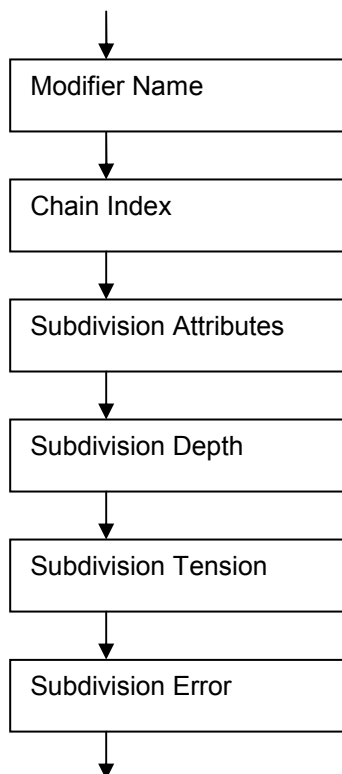 Modifier Name
Chain Index
Subdivision Attributes
Subdivision Depth
Subdivision Tension
Subdivision Error